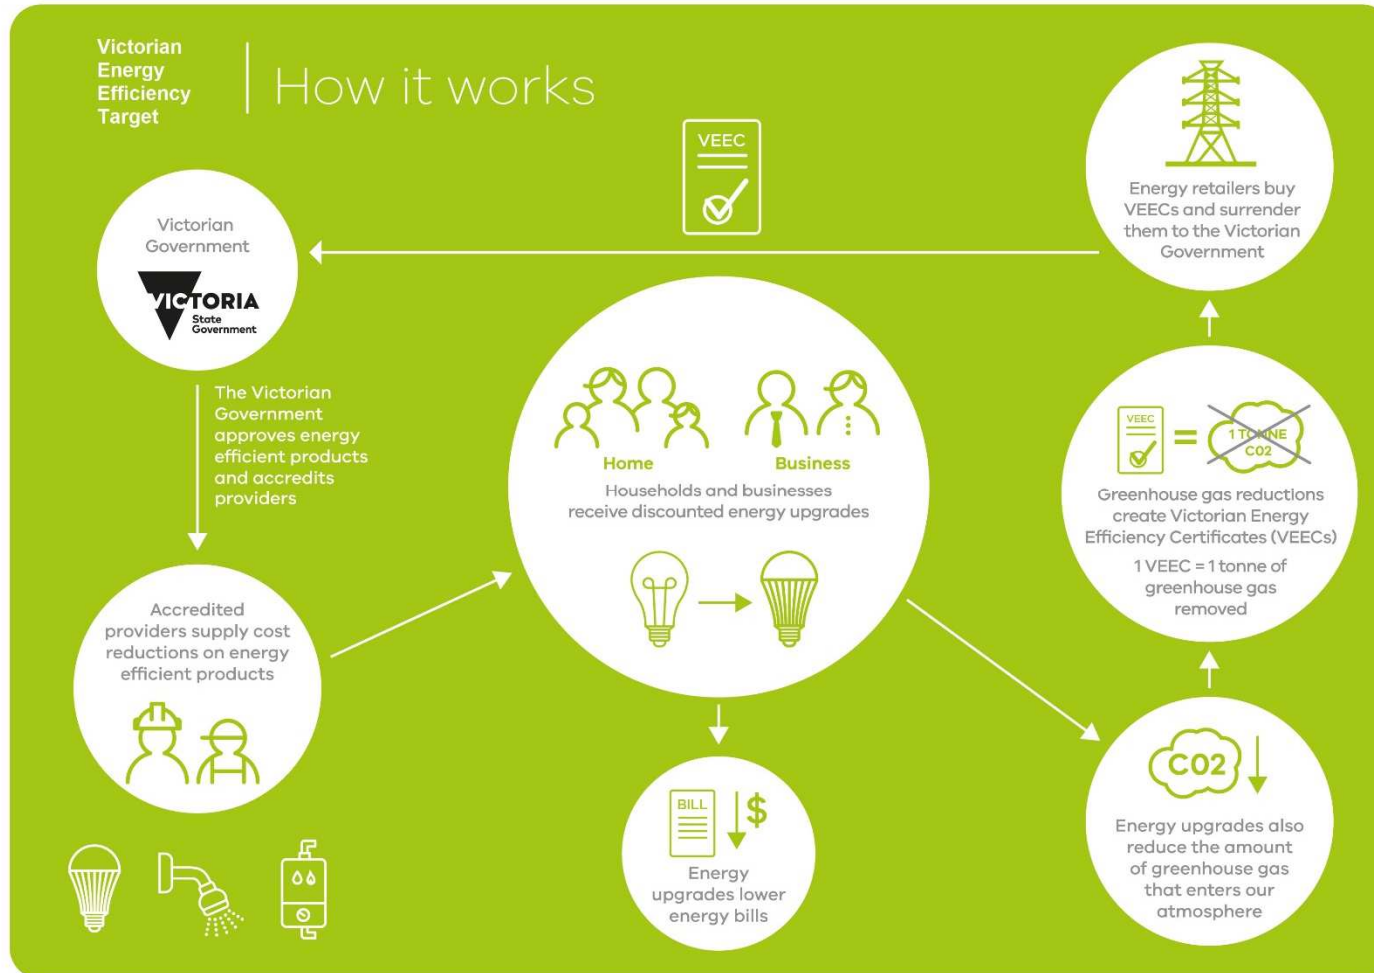 Victorian
Energy
Efficiency
Target
How it works
VEEC
Energy retailers buy
VEECs and surrender
them to the Victorian
Government
Victorian
Government
VICTORIA
State
Government
The Victorian
Government
approves energy
efficient products
and accredits
providers
Home
Business
Households and businesses
receive discounted energy upgrades
VEEC
=
1 TONNE
C02
Greenhouse gas reductions
create Victorian Energy
Efficiency Certificates (VEECs)
1 VEEC = 1 tonne of
greenhouse gas
removed
Accredited
providers supply cost
reductions on energy
efficient products
BILL
$
Energy
upgrades lower
energy bills
C02
Energy upgrades also
reduce the amount
of greenhouse gas
that enters our
atmosphere